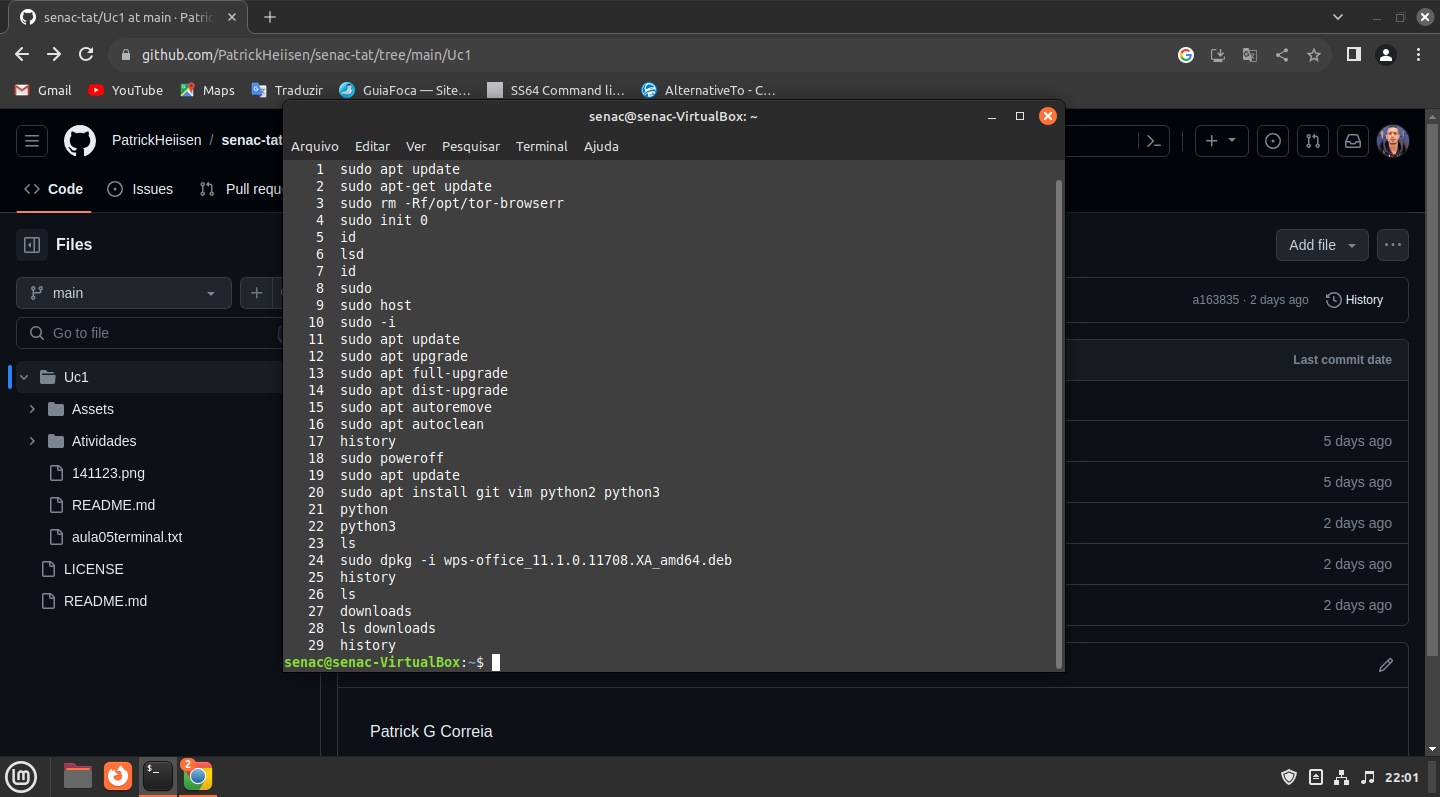 senac-tat/Uc1 at main · Patric
github.com/PatrickHeiisen/senac-tat/tree/main/Uc1
Gmail YouTube Maps Traduzir GuiaFoca — Site… SS64 Command li… AlternativeTo - C…
senac@senac-VirtualBox: ~
Arquivo Editar Ver Pesquisar Terminal Ajuda
1 sudo apt update
2 sudo apt-get update
3 sudo rm -Rf/opt/tor-browserr
4 sudo init 0
5 id
6 lsd
7 id
8 sudo
9 sudo host
10 sudo -i
11 sudo apt update
12 sudo apt upgrade
13 sudo apt full-upgrade
14 sudo apt dist-upgrade
15 sudo apt autoremove
16 sudo apt autoclean
17 history
18 sudo poweroff
19 sudo apt update
20 sudo apt install git vim python2 python3
21 python
22 python3
23 ls
24 sudo dpkg -i wps-office_11.1.0.11708.XA_amd64.deb
25 history
26 ls
27 downloads
28 ls downloads
29 history
senac@senac-VirtualBox:~$
PatrickHeiisen / senac-tat
Code Issues Pull requ
Files
main
Go to file
Uc1
Assets
Atividades
141123.png
README.md
aula05terminal.txt
LICENSE
README.md
Add file
a163835 · 2 days ago History
Last commit date
5 days ago
5 days ago
2 days ago
2 days ago
2 days ago
Patrick G Correia
$_
2
22:01